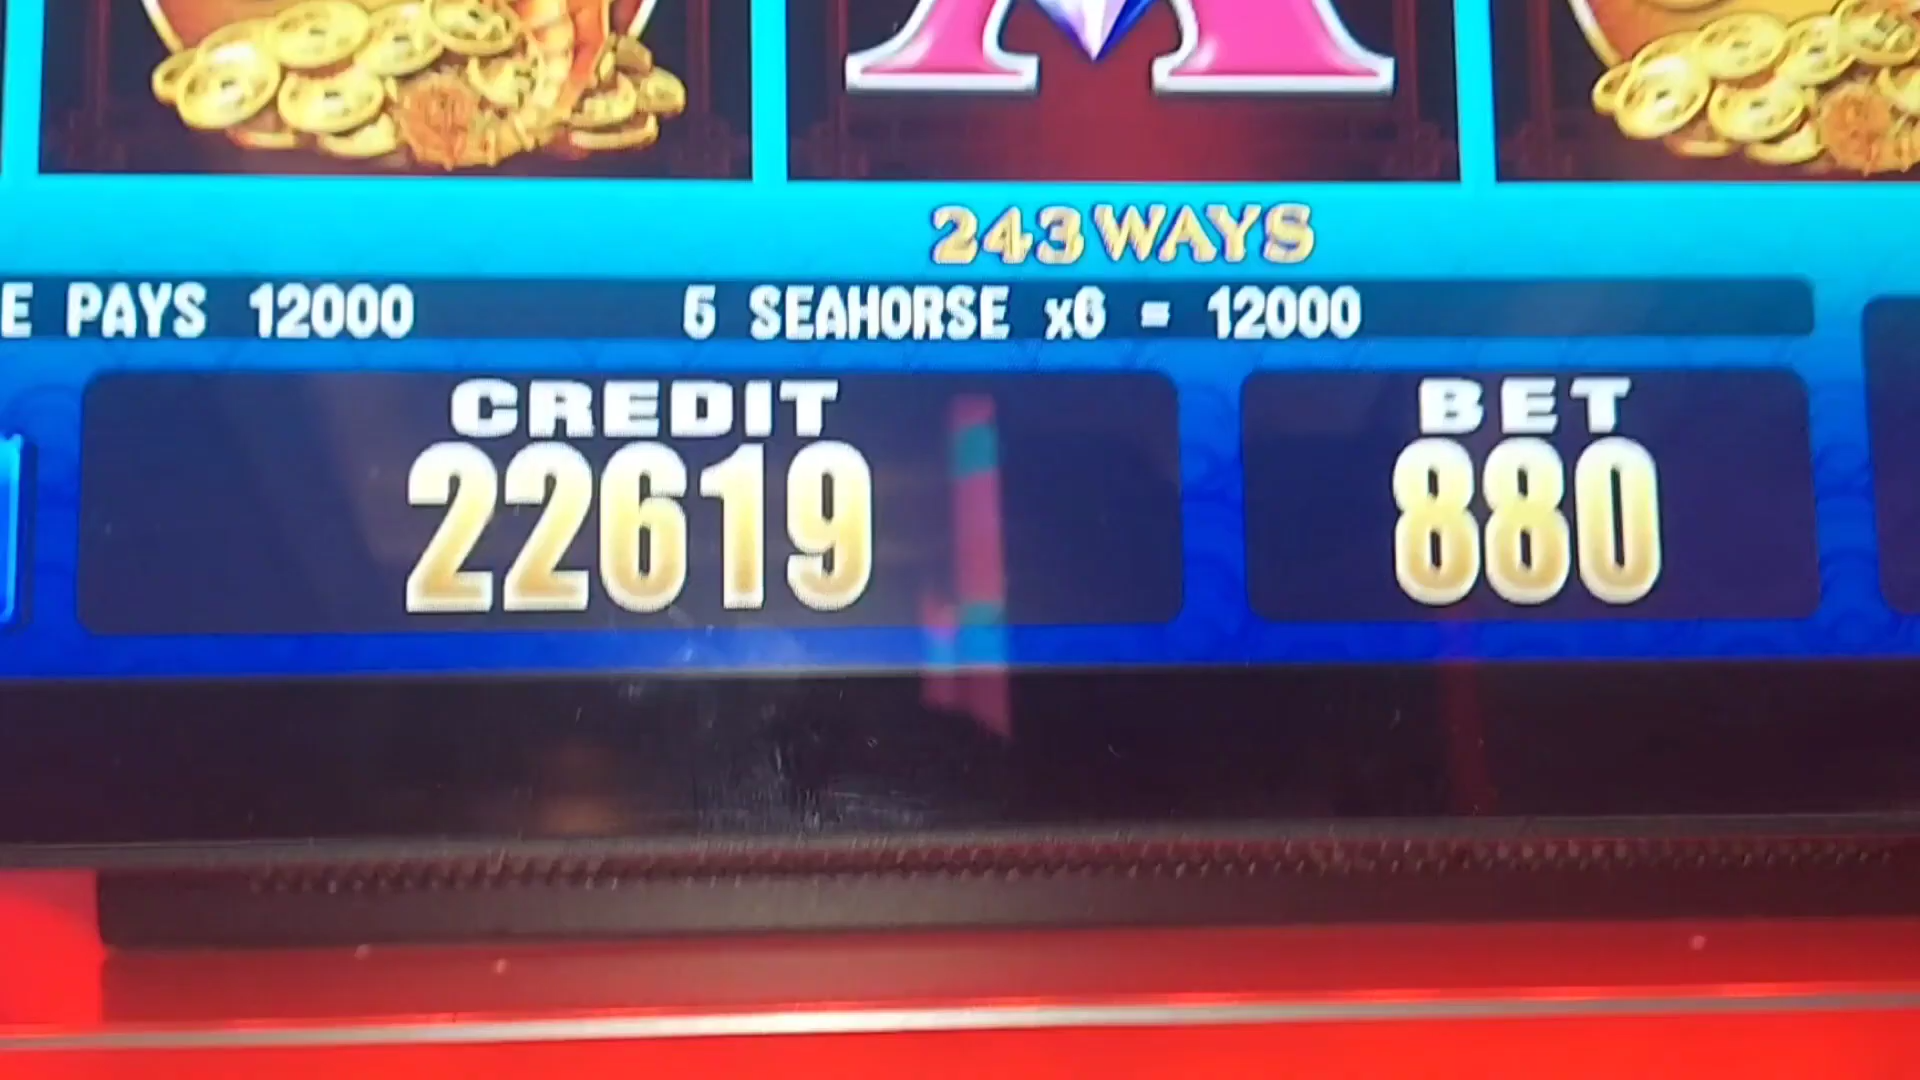 243 WAYS
E PAYS 12000 5 SEAHORSE x6 = 12000
CREDIT BET
22619 880